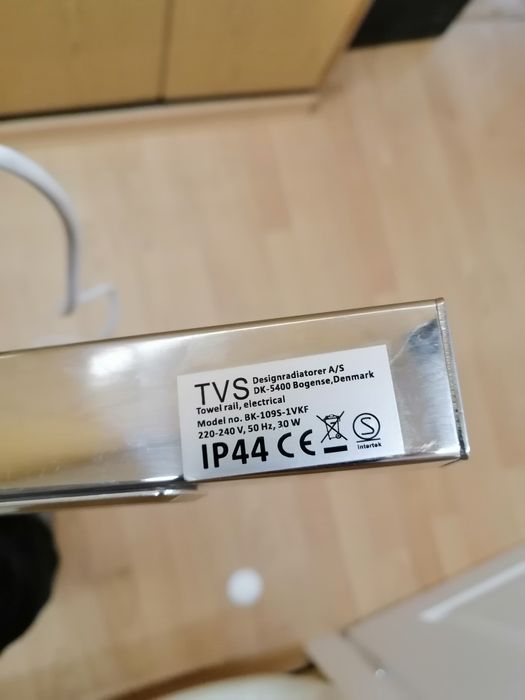 TVS Designradiatorer A/S
DK-5400 Bogense,Denmark
Towel rail, electrical
Model no. BK-109S-1VKF
220-240 V, 50 Hz, 30 W
IP44 CE S
intertek